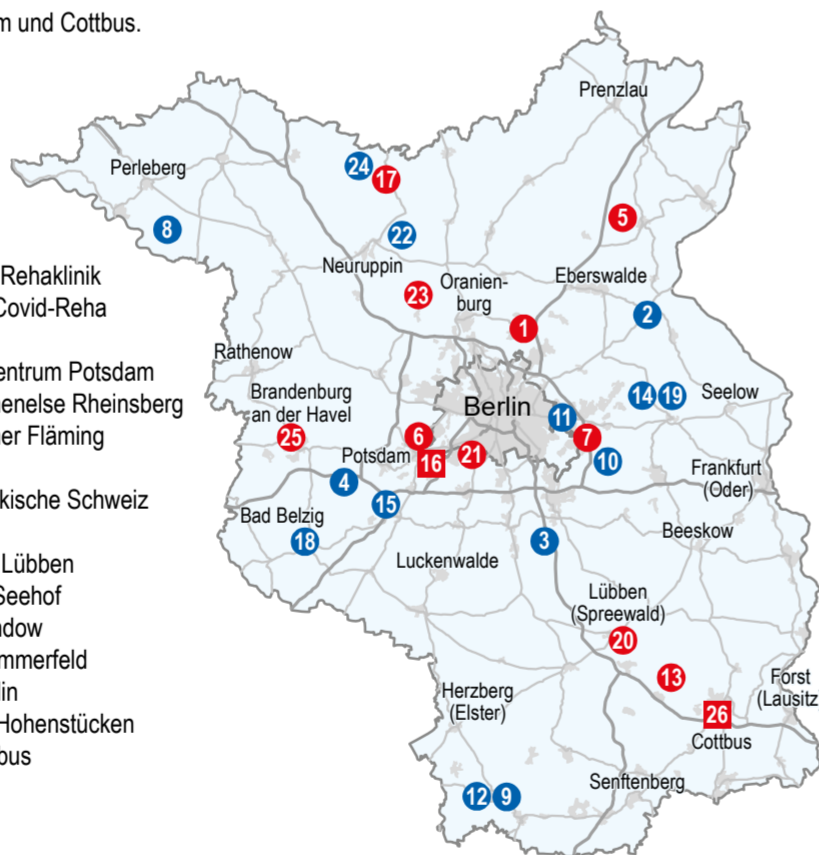 m und Cottbus.
Rehaklinik
Covid-Reha
entrum Potsdam
enelse Rheinsberg
er Fläming
kische Schweiz
Lübben
Seehof
ndow
mmerfeld
lin
Hohenstücken
bus
Prenzlau
Perleberg
24
17
5
8
22
Neuruppin
Oranien-
burg
Eberswalde
23
1
2
Rathenow
Brandenburg
an der Havel
Berlin
14
19
Seelow
11
25
6
7
Potsdam
16
21
10
Frankfurt
(Oder)
4
15
Bad Belzig
18
3
Beeskow
Luckenwalde
Lübben
(Spreewald)
20
13
Forst
(Lausitz
Herzberg
(Elster)
26
Cottbus
Senftenberg
12
9